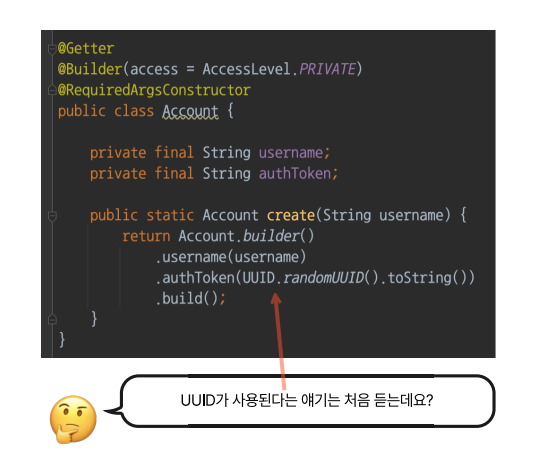 @Getter
@Builder(access = AccessLevel.PRIVATE)
@RequiredArgsConstructor
public class Account {
private final String username;
private final String authToken;
public static Account create(String username) {
return Account.builder()
.username(username)
.authToken(UUID.randomUUID().toString())
.build();
}
}
UUID가 사용된다는 얘기는 처음 듣는데요?